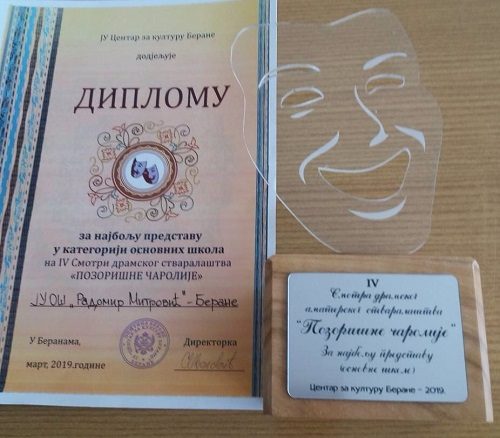 ЈУ Центар за културу Беране
додјељује
ДИПЛОМУ
за најбољу представу
у категорији основних школа
на IV Смотри драмског стваралаштва
«ПОЗОРИШНЕ ЧАРОЛИЈЕ»
ЈУОШ „Радомир Митровић" - Беране
У Беранама,
март, 2019.године
Директорка
IV
Смотра драмског
аматерског стваралаштва
"Позоришне чаролије"
За најбољу представу
(основне школе)
Центар за културу Беране - 2019.